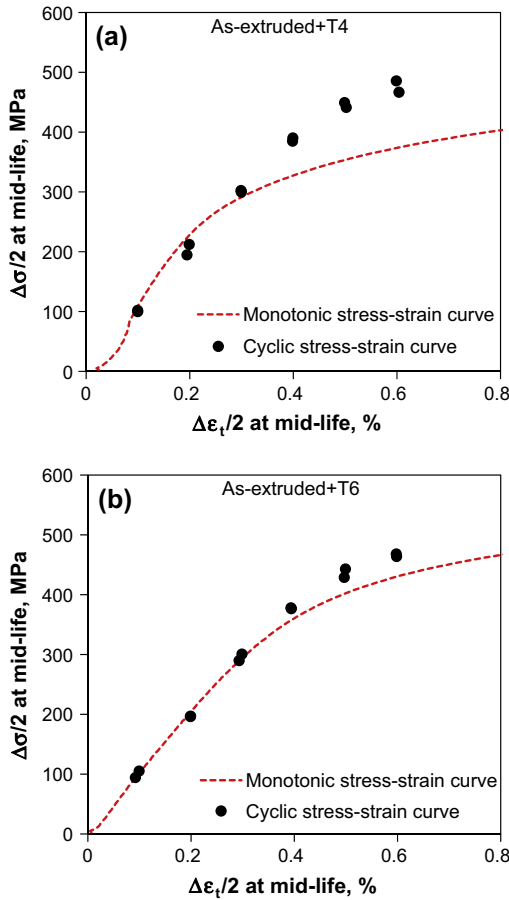 (a)
As-extruded+T4
Δσ/2 at mid-life, MPa
600
500
400
300
200
100
0
Monotonic stress-strain curve
Cyclic stress-strain curve
0 0.2 0.4 0.6 0.8
Δεt/2 at mid-life, %
(b)
As-extruded+T6
Δσ/2 at mid-life, MPa
600
500
400
300
200
100
0
Monotonic stress-strain curve
Cyclic stress-strain curve
0 0.2 0.4 0.6 0.8
Δεt/2 at mid-life, %